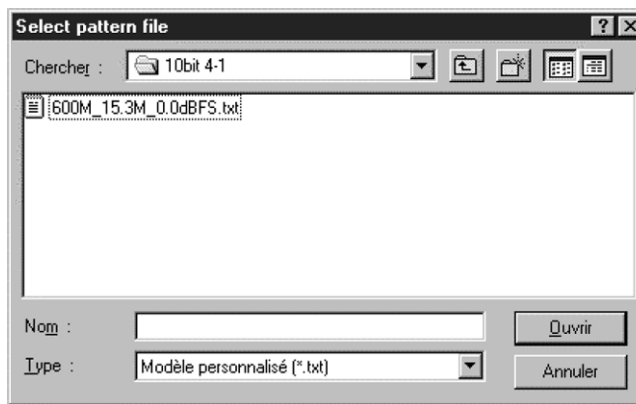 Select pattern file
Chercher :
10bit 4-1
600M_15.3M_0.0dBFS.txt
Nom :
Ouvrir
Type :
Modèle personnalisé (*.txt)
Annuler